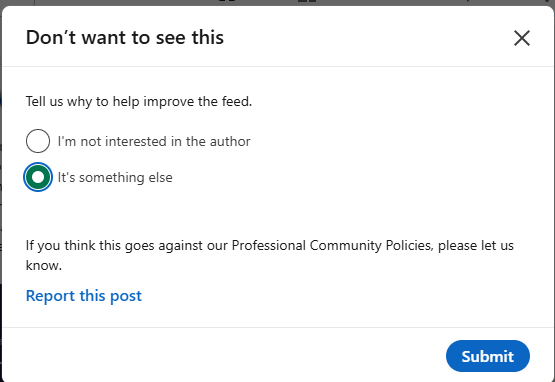 Don’t want to see this
Tell us why to help improve the feed.
I'm not interested in the author
It's something else
If you think this goes against our Professional Community Policies, please let us
know.
Report this post
Submit